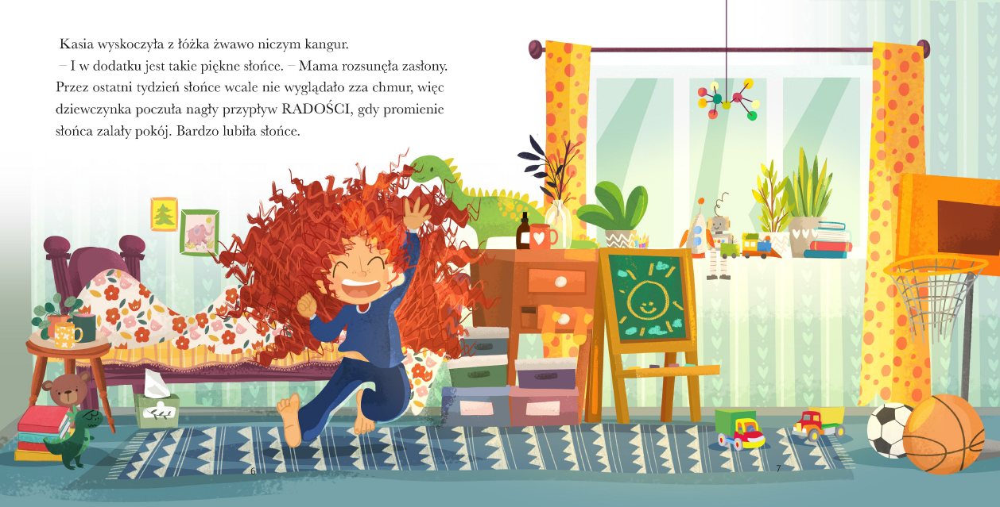 Kasia wyskoczyła z łóżka żwawo niczym kangur.
– I w dodatku jest takie piękne słońce. – Mama rozsunęła zasłony.
Przez ostatni tydzień słońce wcale nie wyglądało zza chmur, więc
dziewczynka poczuła nagły przypływ RADOŚCI, gdy promienie
słońca zalały pokój. Bardzo lubiła słońce.
6
7